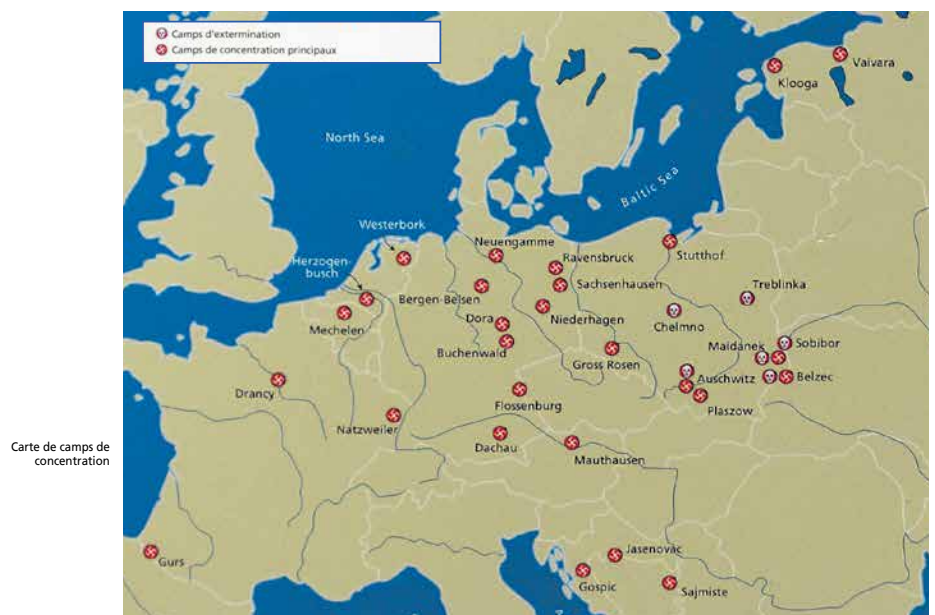 Camps d'extermination
Camps de concentration principaux
Vaivara
Klooga
North Sea
Baltic Sea
Westerbork
Neuengamme
Ravensbruck
Stutthof
Herzogen-
busch
Treblinka
Bergen-Belsen
Sachsenhausen
Mechelen
Dora
Niederhagen
Chelmno
Buchenwald
Maidanek
Sobibor
Gross Rosen
Drancy
Auschwitz
Belzec
Flossenburg
Plaszow
Natzweiler
Carte de camps de
concentration
Dachau
Mauthausen
Gurs
Jasenovac
Gospic
Sajmiste